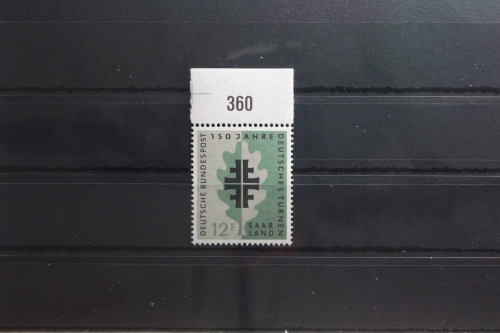 360
150 JAHRE
DEUTSCHES TURNEN
DEUTSCHE BUNDESPOST
12F
SAAR
LAND